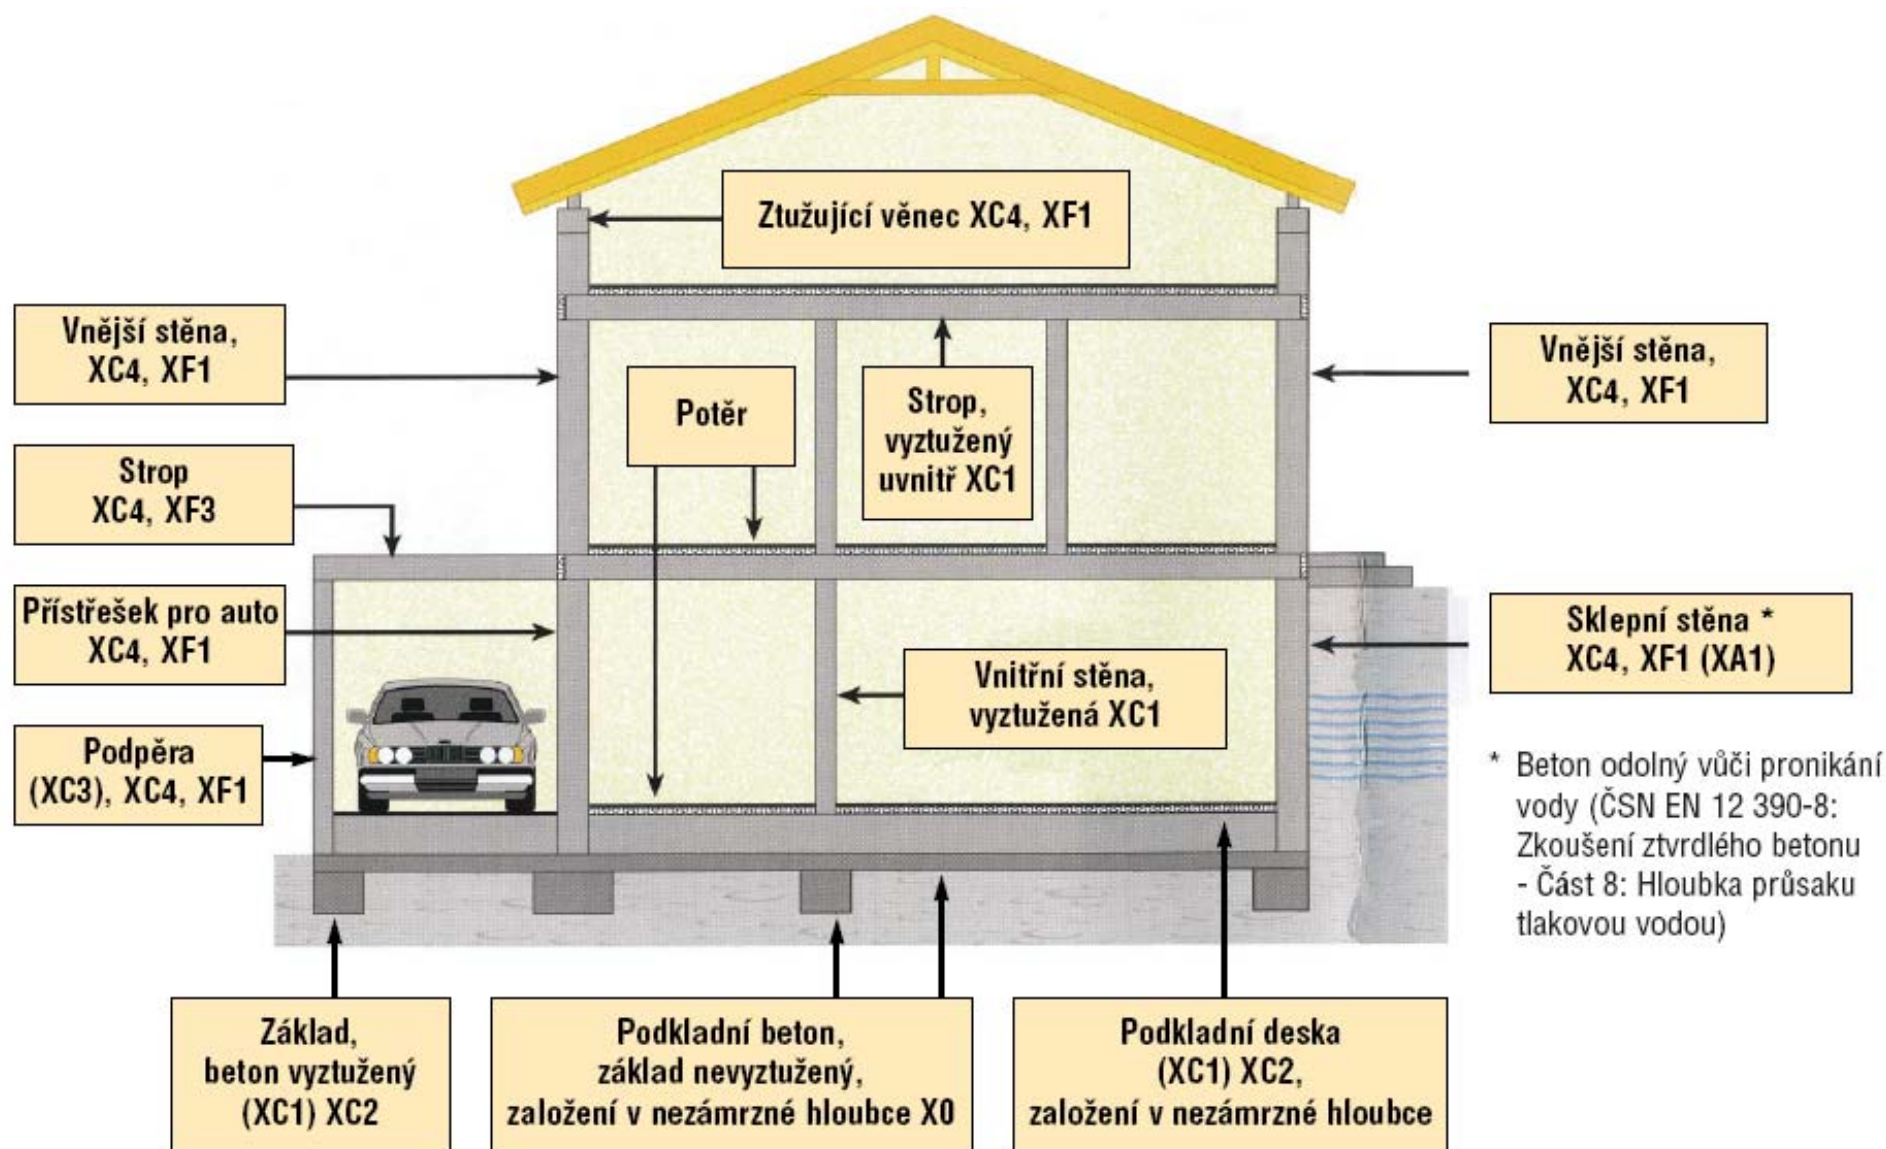 Ztužující věnec XC4, XF1
Vnější stěna,
XC4, XF1
Vnější stěna,
XC4, XF1
Potěr
Strop,
vyztužený
uvnitř XC1
Strop
XC4, XF3
Přístřešek pro auto
XC4, XF1
Sklepní stěna *
XC4, XF1 (XA1)
Vnitřní stěna,
vyztužená XC1
Podpěra
(XC3), XC4, XF1
* Beton odolný vůči pronikání
vody (ČSN EN 12 390-8:
Zkoušení ztvrdlého betonu
- Část 8: Hloubka průsaku
tlakovou vodou)
Základ,
beton vyztužený
(XC1) XC2
Podkladní beton,
základ nevyztužený,
založení v nezámrzné hloubce X0
Podkladní deska
(XC1) XC2,
založení v nezámrzné hloubce